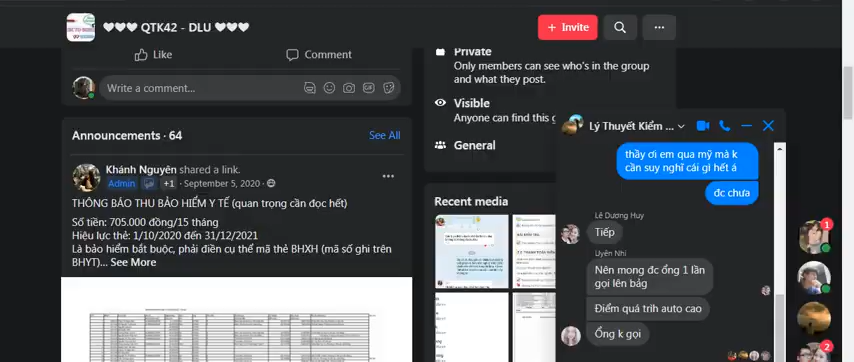 ♥♥♥ QTK42 - DLU ♥♥♥
+ Invite
Like
Comment
Write a comment...
Announcements · 64
See All
Khánh Nguyên shared a link.
Admin +1 · September 5, 2020 ·
THÔNG BÁO THU BẢO HIỂM Y TẾ (quan trọng cần đọc hết)
Số tiền: 705.000 đồng/15 tháng
Hiệu lực thẻ: 1/10/2020 đến 31/12/2021
Là bảo hiểm bắt buộc, phải điền cụ thể mã thẻ BHXH (mã số ghi trên
BHYT)... See More
Private
Only members can see who's in the group
and what they post.
Visible
Anyone can find this g
General
Recent media
Lý Thuyết Kiểm ...
thầy ơi em qua mỹ mà k
cần suy nghĩ cái gì hết á
đc chưa
Lê Dương Huy
Tiếp
Uyên Nhi
Nên mong đc ổng 1 lần
gọi lên bảg
Điểm quá trìh auto cao
Ổng k gọi
1
2